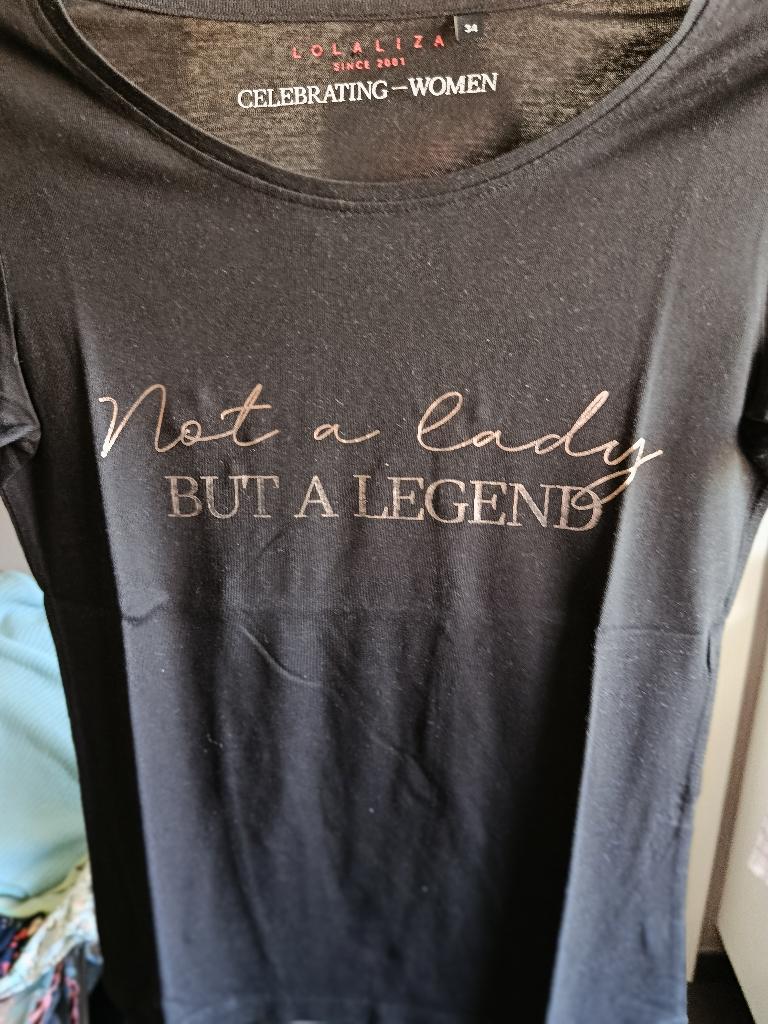 LOLALIZA
34
SINCE 2001
CELEBRATING-WOMEN
Not a lady
BUT A LEGEND